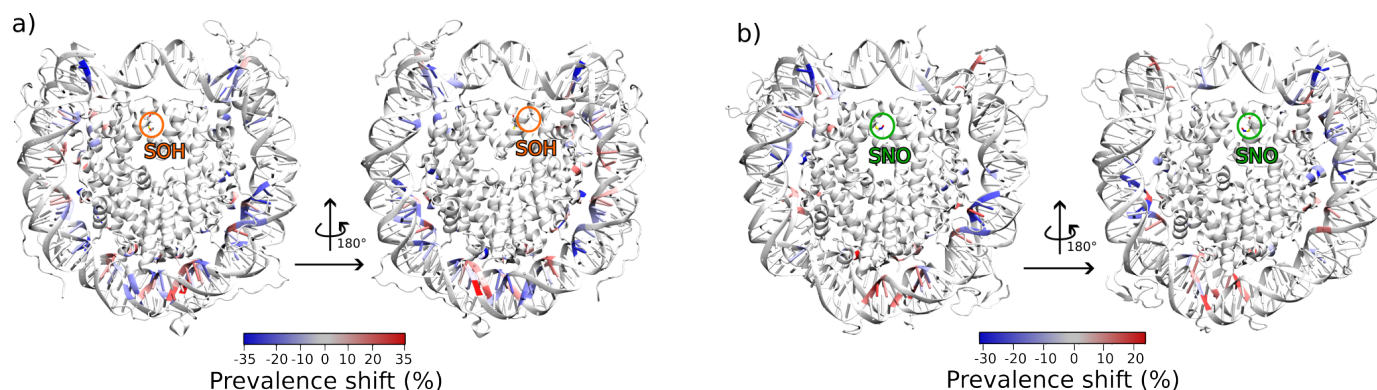 a)
SOH
SOH
180°
-35 -20 -10 0 10 20 35
Prevalence shift (%)
b)
SNO
SNO
180°
-30 -20 -10 0 10 20
Prevalence shift (%)